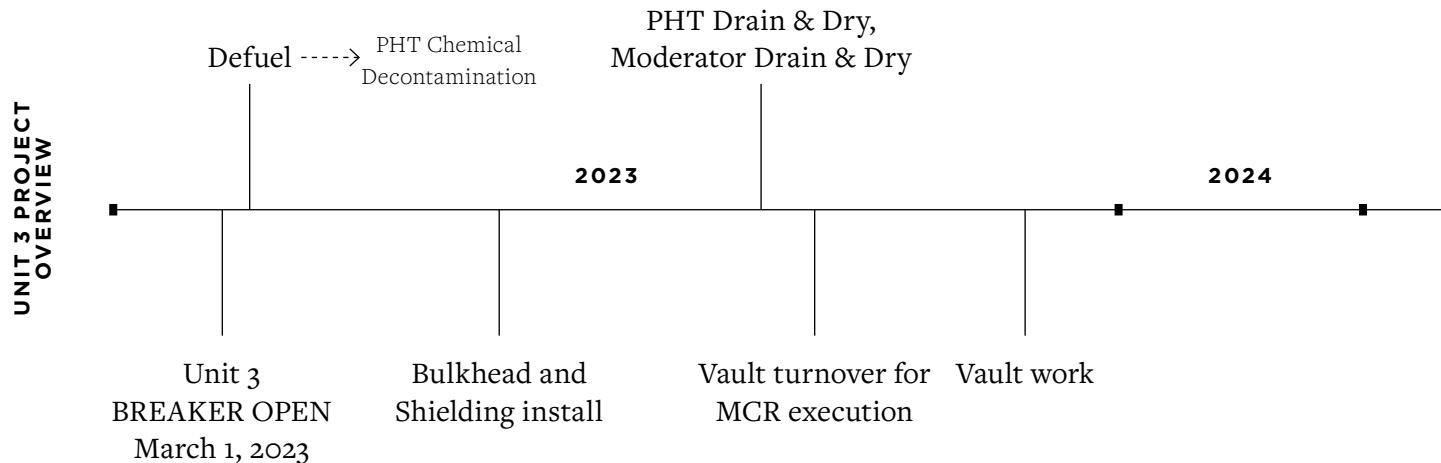 UNIT 3 PROJECT
OVERVIEW
Defuel
PHT Chemical
Decontamination
PHT Drain & Dry,
Moderator Drain & Dry
2023
2024
Unit 3
BREAKER OPEN
March 1, 2023
Bulkhead and
Shielding install
Vault turnover for
MCR execution
Vault work